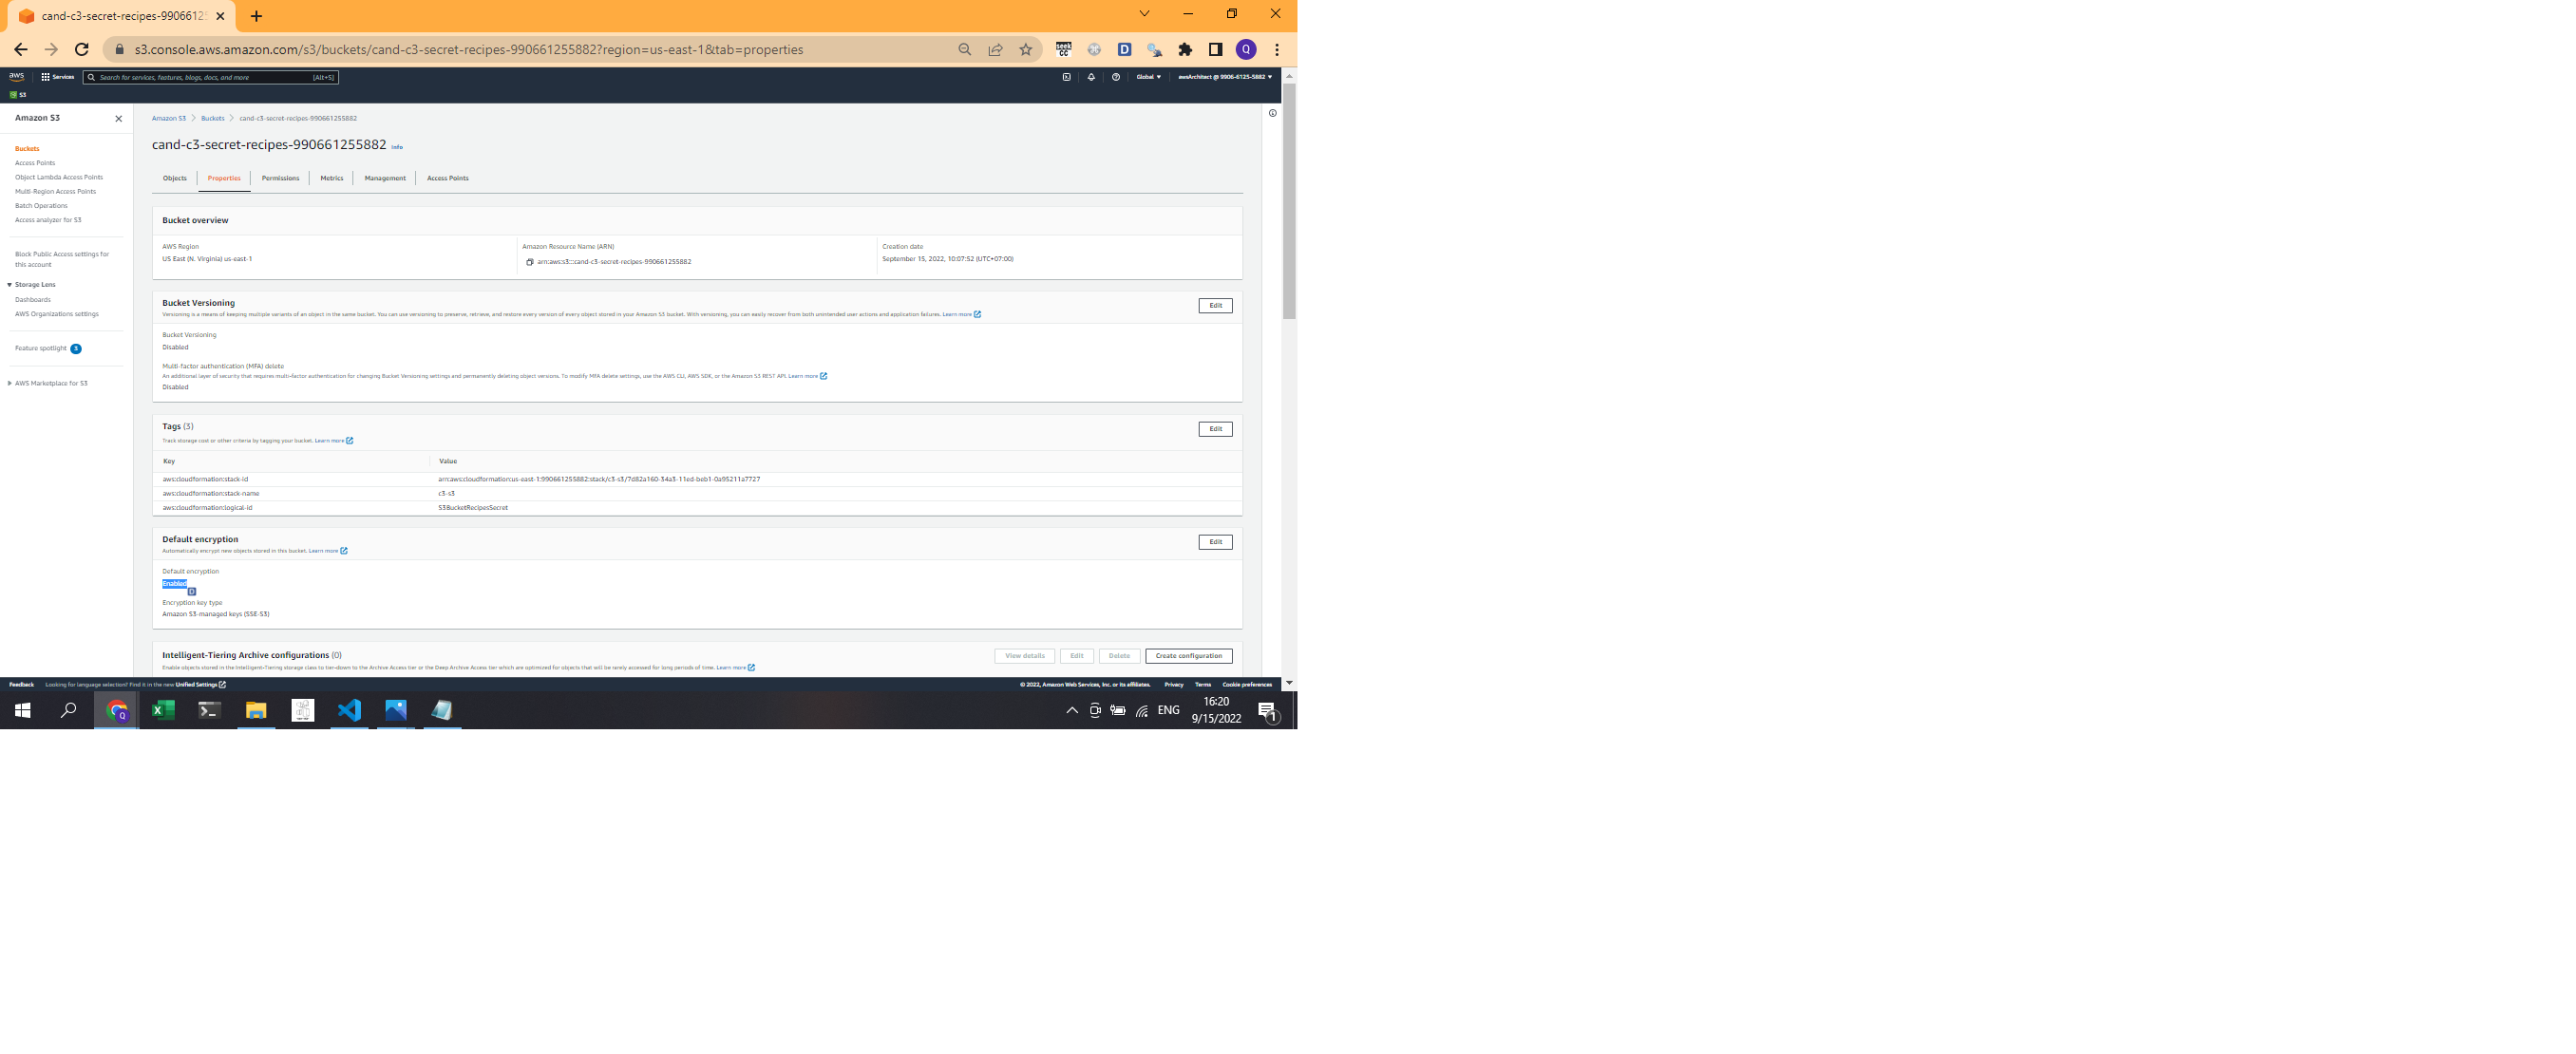 cand-c3-secret-recipes-99066125
s3.console.aws.amazon.com/s3/buckets/cand-c3-secret-recipes-990661255882?region=us-east-1&tab=properties
seek
CC
D
Q
aws
Services
Search for services, features, blogs, docs, and more
[Alt+S]
Global
awsArchitect @ 9906-6125-5882
S3
Amazon S3
Buckets
Access Points
Object Lambda Access Points
Multi-Region Access Points
Batch Operations
Access analyzer for S3
Block Public Access settings for
this account
Storage Lens
Dashboards
AWS Organizations settings
Feature spotlight 3
AWS Marketplace for S3
Amazon S3 > Buckets > cand-c3-secret-recipes-990661255882
cand-c3-secret-recipes-990661255882 Info
Objects
Properties
Permissions
Metrics
Management
Access Points
Bucket overview
AWS Region
US East (N. Virginia) us-east-1
Amazon Resource Name (ARN)
arn:aws:s3:::cand-c3-secret-recipes-990661255882
Creation date
September 15, 2022, 10:07:52 (UTC+07:00)
Bucket Versioning
Edit
Versioning is a means of keeping multiple variants of an object in the same bucket. You can use versioning to preserve, retrieve, and restore every version of every object stored in your Amazon S3 bucket. With versioning, you can easily recover from both unintended user actions and application failures. Learn more
Bucket Versioning
Disabled
Multi-factor authentication (MFA) delete
An additional layer of security that requires multi-factor authentication for changing Bucket Versioning settings and permanently deleting object versions. To modify MFA delete settings, use the AWS CLI, AWS SDK, or the Amazon S3 REST API. Learn more
Disabled
Tags (3)
Edit
Track storage cost or other criteria by tagging your bucket. Learn more
Key
Value
aws:cloudformation:stack-id
arn:aws:cloudformation:us-east-1:990661255882:stack/c3-s3/7d82a160-34a3-11ed-beb1-0a95211a7727
aws:cloudformation:stack-name
c3-s3
aws:cloudformation:logical-id
S3BucketRecipesSecret
Default encryption
Edit
Automatically encrypt new objects stored in this bucket. Learn more
Default encryption
Enabled
D
Encryption key type
Amazon S3-managed keys (SSE-S3)
Intelligent-Tiering Archive configurations (0)
View details
Edit
Delete
Create configuration
Enable objects stored in the Intelligent-Tiering storage class to tier-down to the Archive Access tier or the Deep Archive Access tier which are optimized for objects that will be rarely accessed for long periods of time. Learn more
Feedback
Looking for language selection? Find it in the new Unified Settings
© 2022, Amazon Web Services, Inc. or its affiliates.
Privacy
Terms
Cookie preferences
Q
ENG
16:20
9/15/2022
1